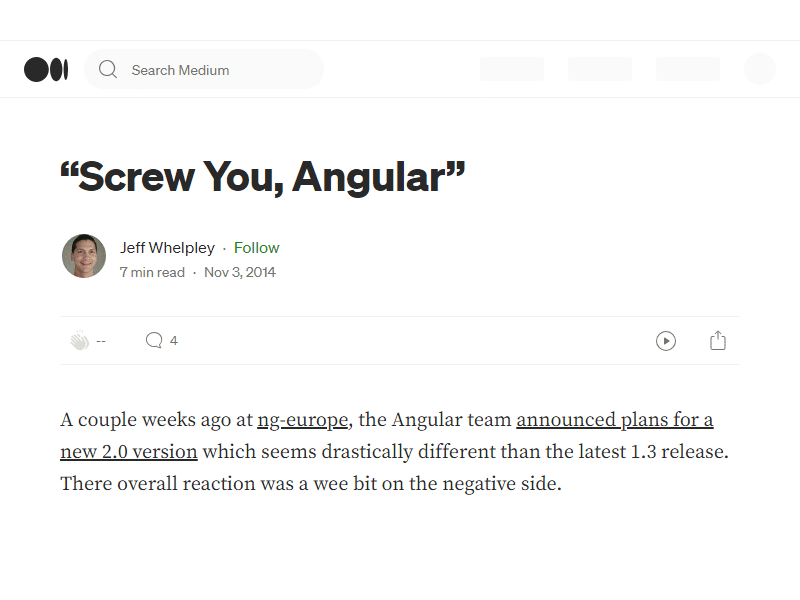 Search Medium
“Screw You, Angular”
Jeff Whelpley · Follow
7 min read · Nov 3, 2014
--
4
A couple weeks ago at ng-europe, the Angular team announced plans for a
new 2.0 version which seems drastically different than the latest 1.3 release.
There overall reaction was a wee bit on the negative side.